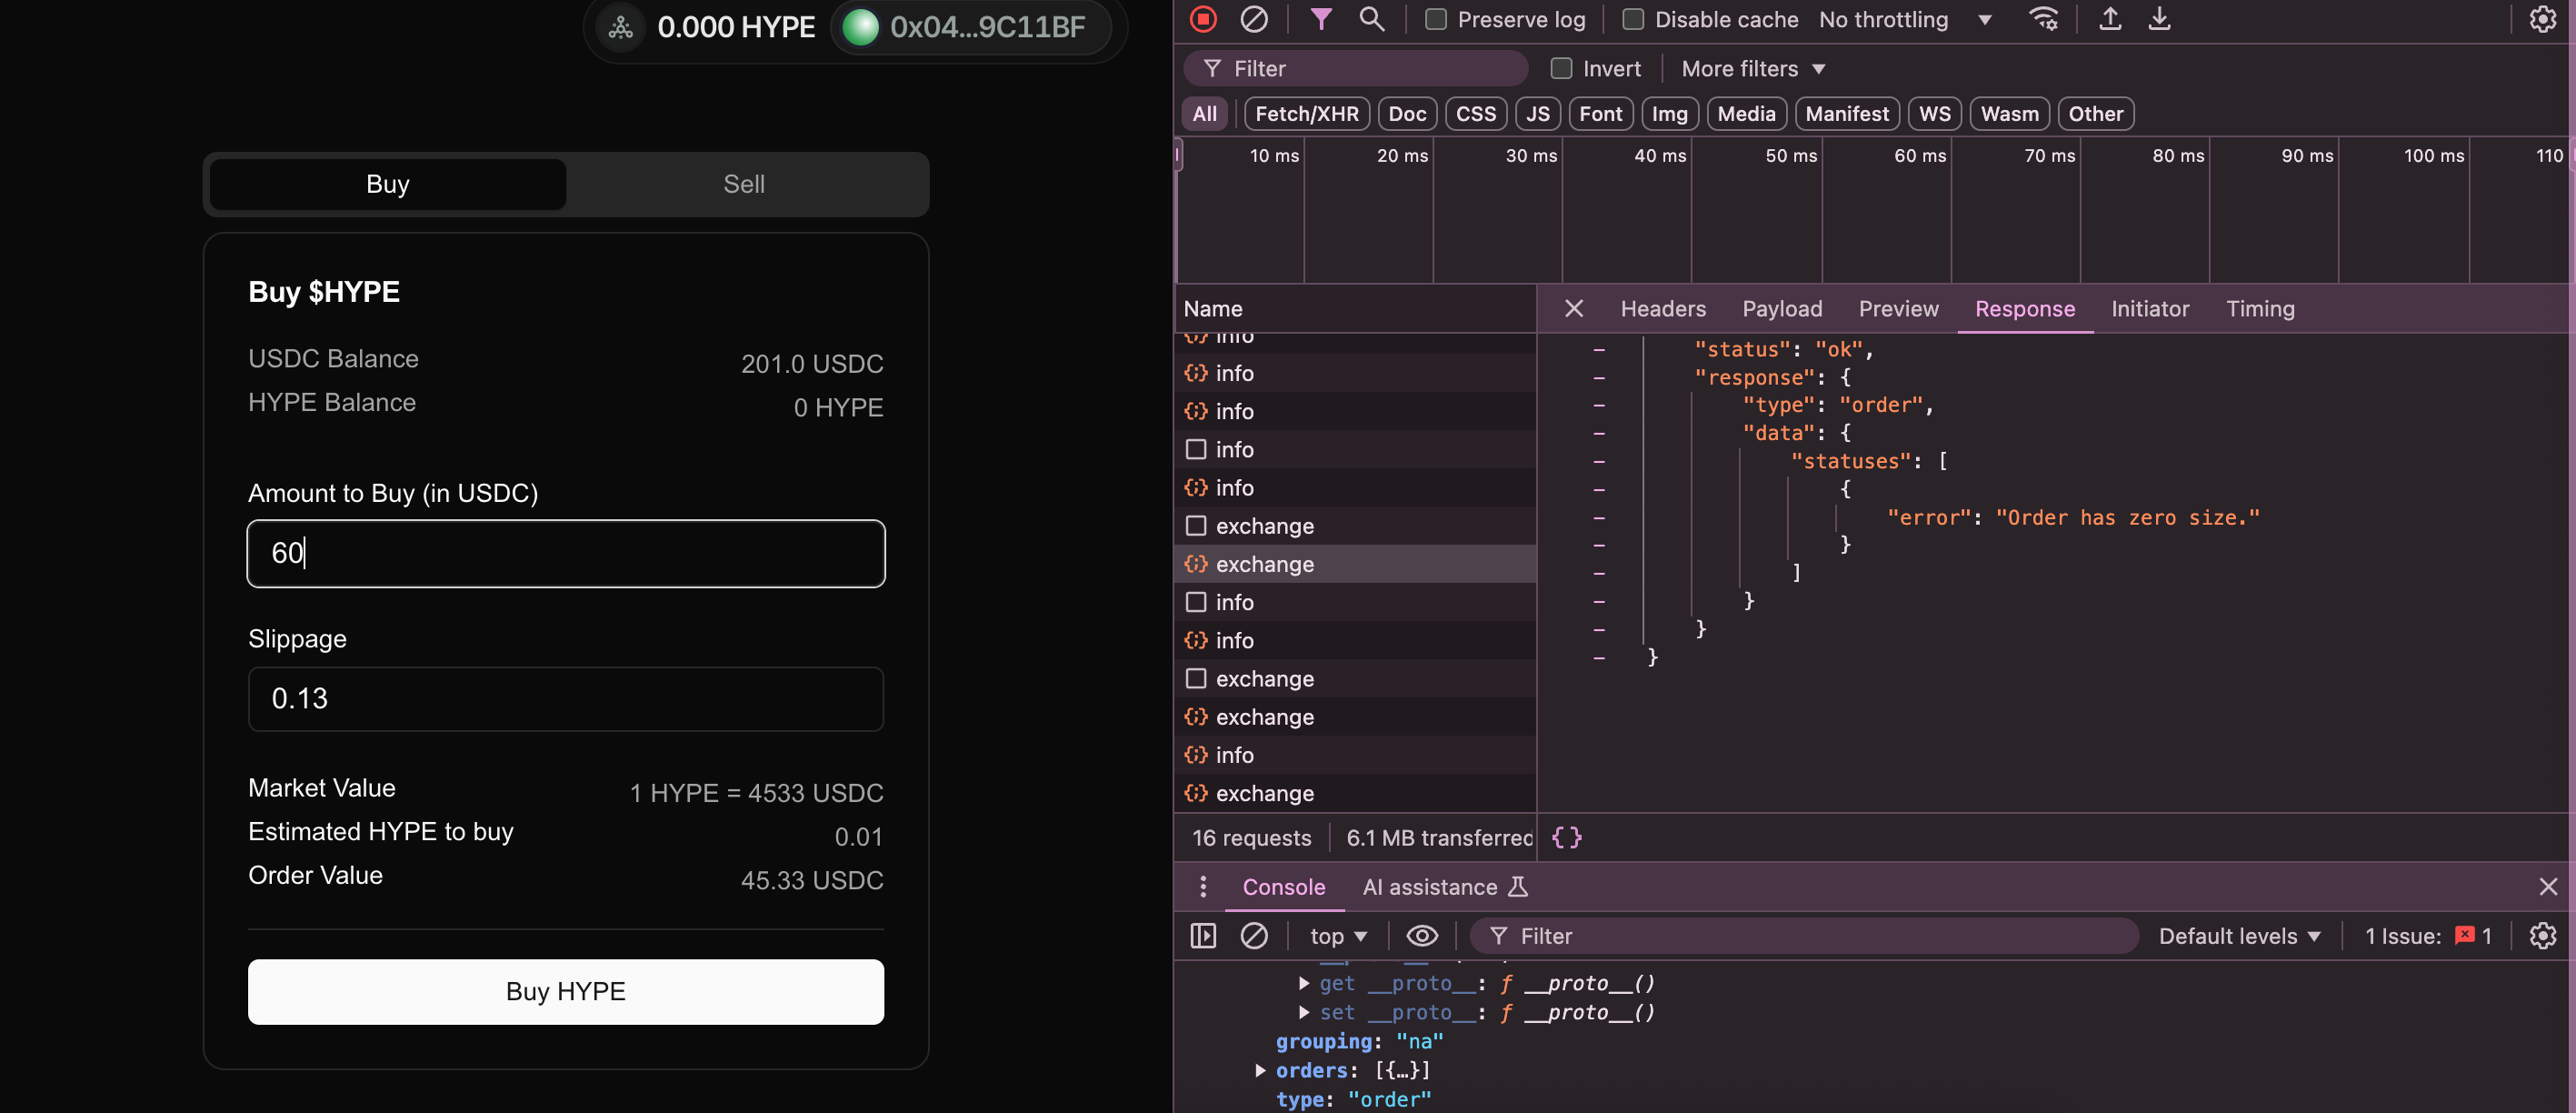 0.000 HYPE 0x04...9C11BF
Buy Sell
Buy $HYPE
USDC Balance 201.0 USDC
HYPE Balance 0 HYPE
Amount to Buy (in USDC)
60
Slippage
0.13
Market Value 1 HYPE = 4533 USDC
Estimated HYPE to buy 0.01
Order Value 45.33 USDC
Buy HYPE
Preserve log Disable cache No throttling
Filter Invert More filters
All Fetch/XHR Doc CSS JS Font Img Media Manifest WS Wasm Other
10 ms 20 ms 30 ms 40 ms 50 ms 60 ms 70 ms 80 ms 90 ms 100 ms 110
Name
info
info
info
info
info
exchange
exchange
info
info
exchange
exchange
info
exchange
16 requests 6.1 MB transferred
Headers Payload Preview Response Initiator Timing
"status": "ok",
"response": {
"type": "order",
"data": {
"statuses": [
{
"error": "Order has zero size."
}
]
}
}
}
{}
Console AI assistance
top Filter Default levels 1 Issue: 1
get __proto__: ƒ __proto__()
set __proto__: ƒ __proto__()
grouping: "na"
orders: [{…}]
type: "order"